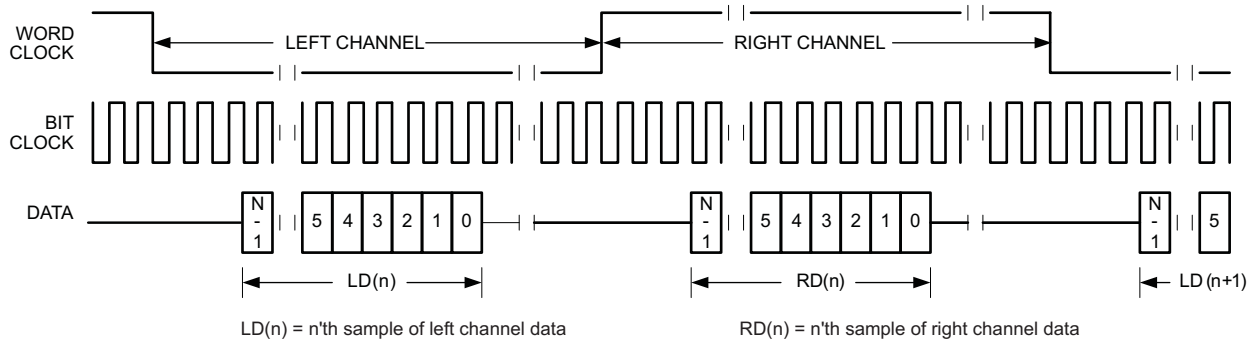 WORD
CLOCK
LEFT CHANNEL
RIGHT CHANNEL
BIT
CLOCK
DATA
N
-
1
5 4 3 2 1 0
N
-
1
5 4 3 2 1 0
N
-
1
5
LD(n)
RD(n)
LD (n+1)
LD(n) = n'th sample of left channel data
RD(n) = n'th sample of right channel data